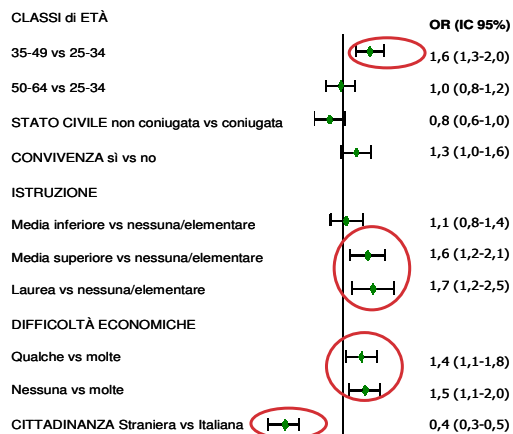 CLASSI di ETÀ
OR (IC 95%)
35-49 vs 25-34 1,6 (1,3-2,0)
50-64 vs 25-34 1,0 (0,8-1,2)
STATO CIVILE non coniugata vs coniugata 0,8 (0,6-1,0)
CONVIVENZA sì vs no 1,3 (1,0-1,6)
ISTRUZIONE
Media inferiore vs nessuna/elementare 1,1 (0,8-1,4)
Media superiore vs nessuna/elementare 1,6 (1,2-2,1)
Laurea vs nessuna/elementare 1,7 (1,2-2,5)
DIFFICOLTÀ ECONOMICHE
Qualche vs molte 1,4 (1,1-1,8)
Nessuna vs molte 1,5 (1,1-2,0)
CITTADINANZA Straniera vs Italiana 0,4 (0,3-0,5)